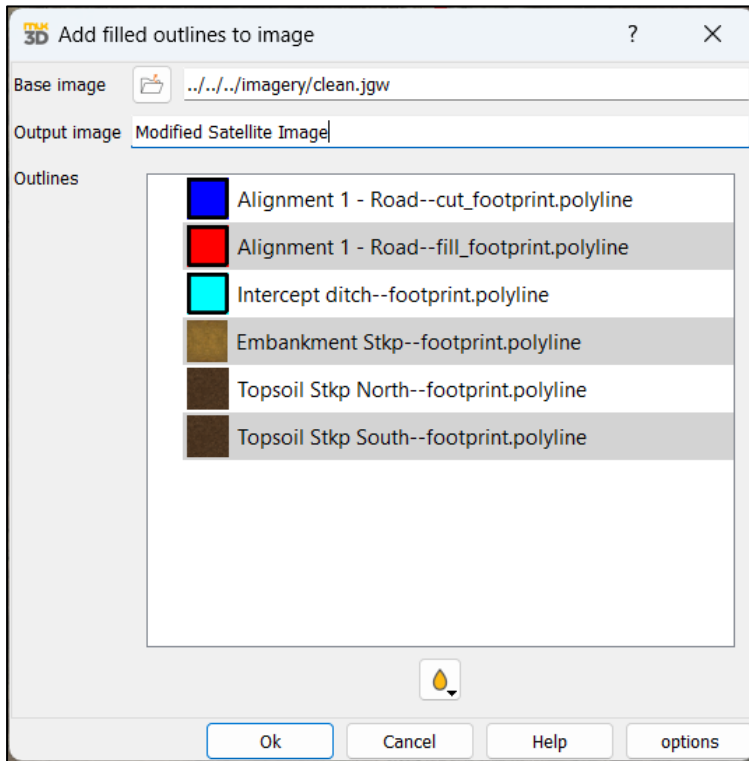 muk
3D Add filled outlines to image ?
Base image ../../../imagery/clean.jgw
Output image Modified Satellite Image
Outlines
Alignment 1 - Road--cut_footprint.polyline
Alignment 1 - Road--fill_footprint.polyline
Intercept ditch--footprint.polyline
Embankment Stkp--footprint.polyline
Topsoil Stkp North--footprint.polyline
Topsoil Stkp South--footprint.polyline
Ok Cancel Help options